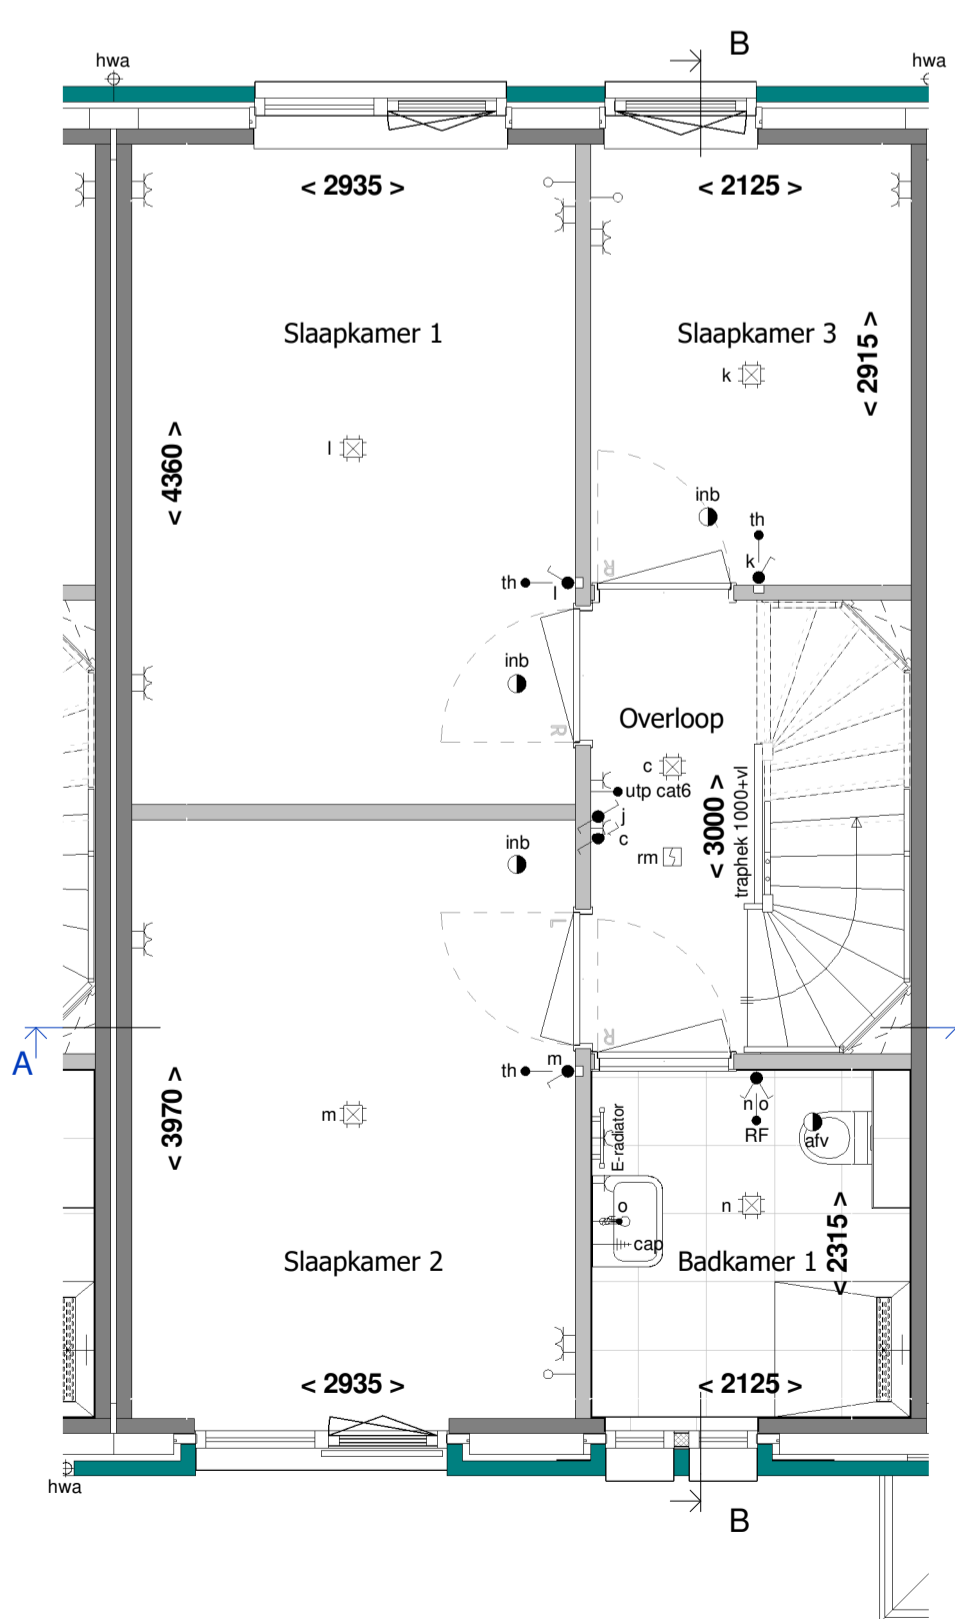 B
hwa
hwa
< 2935 >
< 2125 >
Slaapkamer 1
Slaapkamer 3
< 2915 >
k
l
< 4360 >
inb
th
k
R
th
l
inb
R
Overloop
c
utp cat6
j
c
< 3000 >
traphek 1000+vl
rm
inb
L
R
A
m
th
n o
RF
afv
E-radiator
< 3970 >
m
o
n
cap
< 2315 >
Slaapkamer 2
Badkamer 1
< 2935 >
< 2125 >
hwa
B